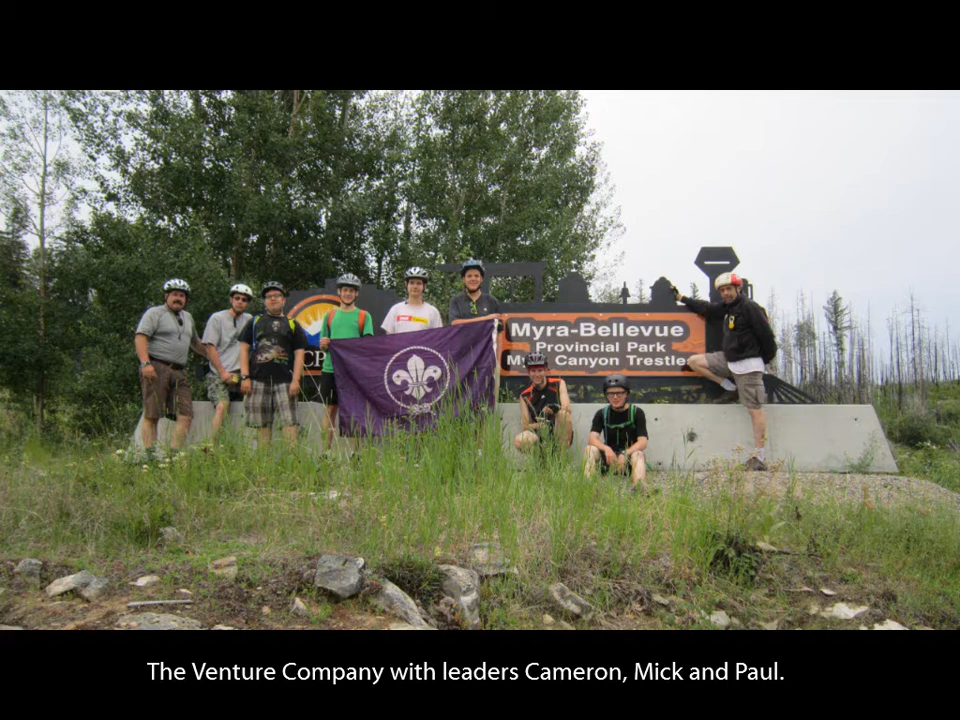 Myra-Bellevue
Provincial Park
Canyon Trestle
The Venture Company with leaders Cameron, Mick and Paul.